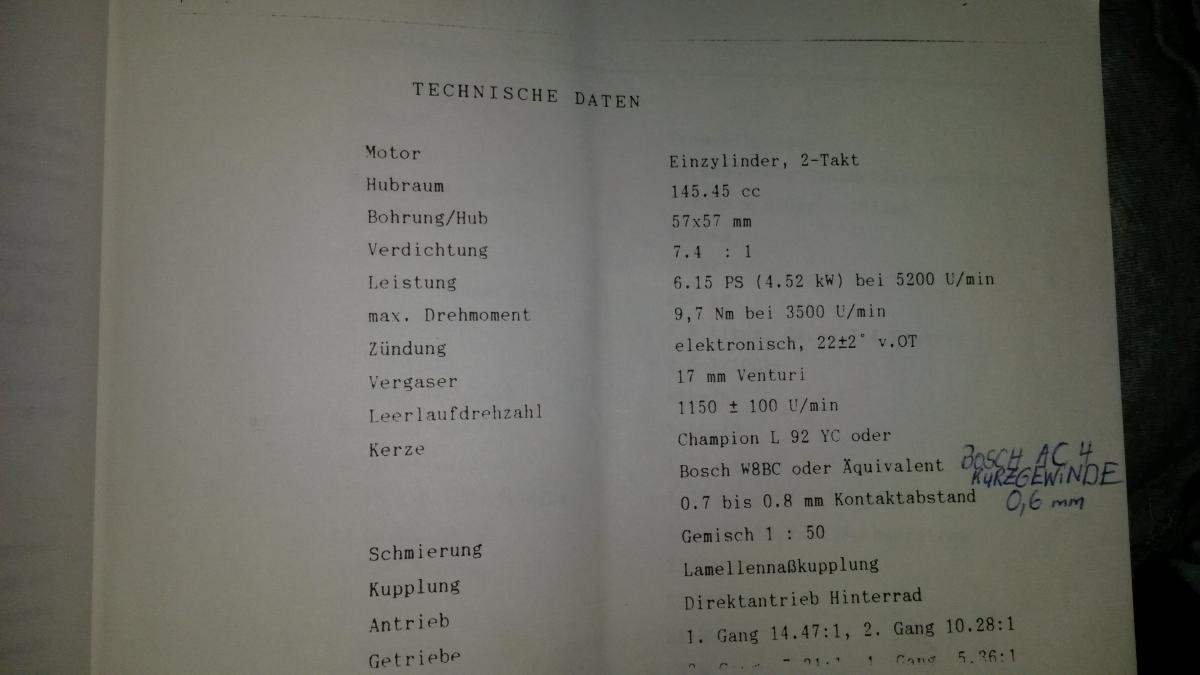 TECHNISCHE DATEN
Motor Einzylinder, 2-Takt
Hubraum 145.45 cc
Bohrung/Hub 57x57 mm
Verdichtung 7.4 : 1
Leistung 6.15 PS (4.52 kW) bei 5200 U/min
max. Drehmoment 9,7 Nm bei 3500 U/min
Zündung elektronisch, 22±2° v.OT
Vergaser 17 mm Venturi
Leerlaufdrehzahl 1150 ± 100 U/min
Kerze Champion L 92 YC oder
Bosch W8BC oder Äquivalent BOSCH AC 4
KURZGEWINDE
0.7 bis 0.8 mm Kontaktabstand 0,6 mm
Schmierung Gemisch 1 : 50
Kupplung Lamellennaßkupplung
Antrieb Direktantrieb Hinterrad
Getriebe 1. Gang 14.47:1, 2. Gang 10.28:1
Gang 5.36:1